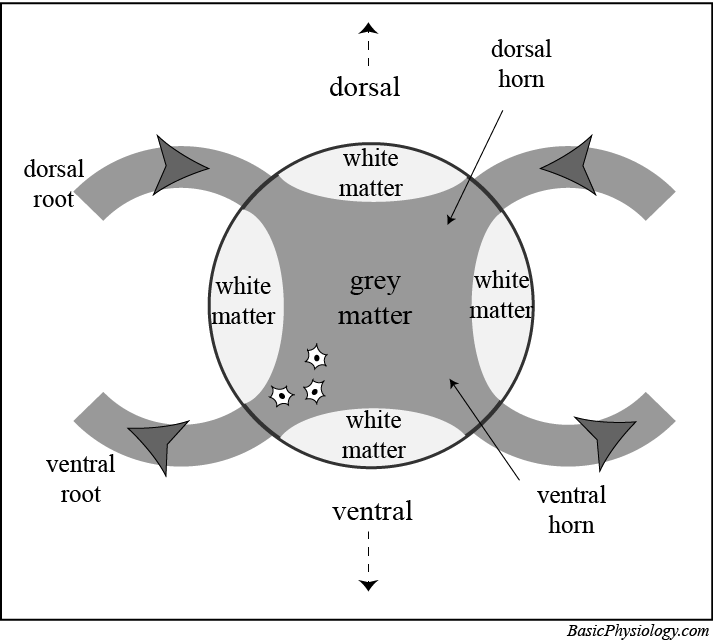 dorsal
dorsal
horn
dorsal
root
white
matter
white
matter
grey
matter
white
matter
white
matter
ventral
root
ventral
ventral
horn
BasicPhysiology.com